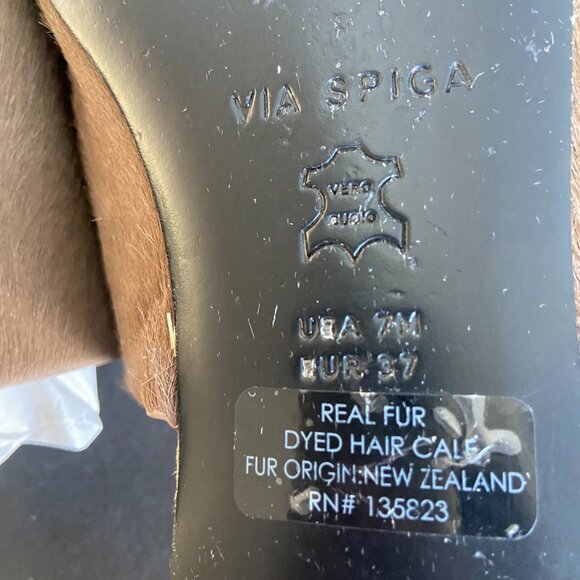 VIA SPIGA
VERO
CUOIO
USA 7M
EUR 37
REAL FUR
DYED HAIR CALF
FUR ORIGIN:NEW ZEALAND
RN# 135823